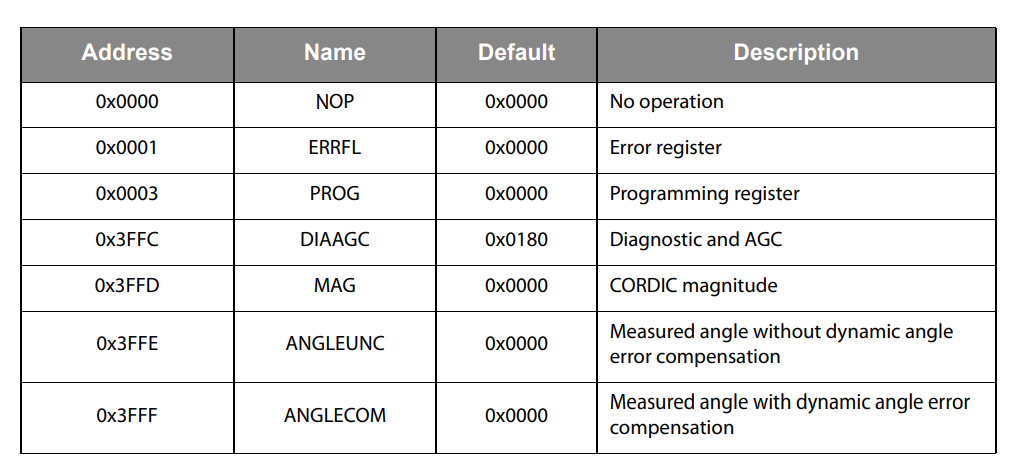 Address Name Default Description
0x0000 NOP 0x0000 No operation
0x0001 ERRFL 0x0000 Error register
0x0003 PROG 0x0000 Programming register
0x3FFC DIAAGC 0x0180 Diagnostic and AGC
0x3FFD MAG 0x0000 CORDIC magnitude
0x3FFE ANGLEUNC 0x0000 Measured angle without dynamic angle
error compensation
0x3FFF ANGLECOM 0x0000 Measured angle with dynamic angle error
compensation